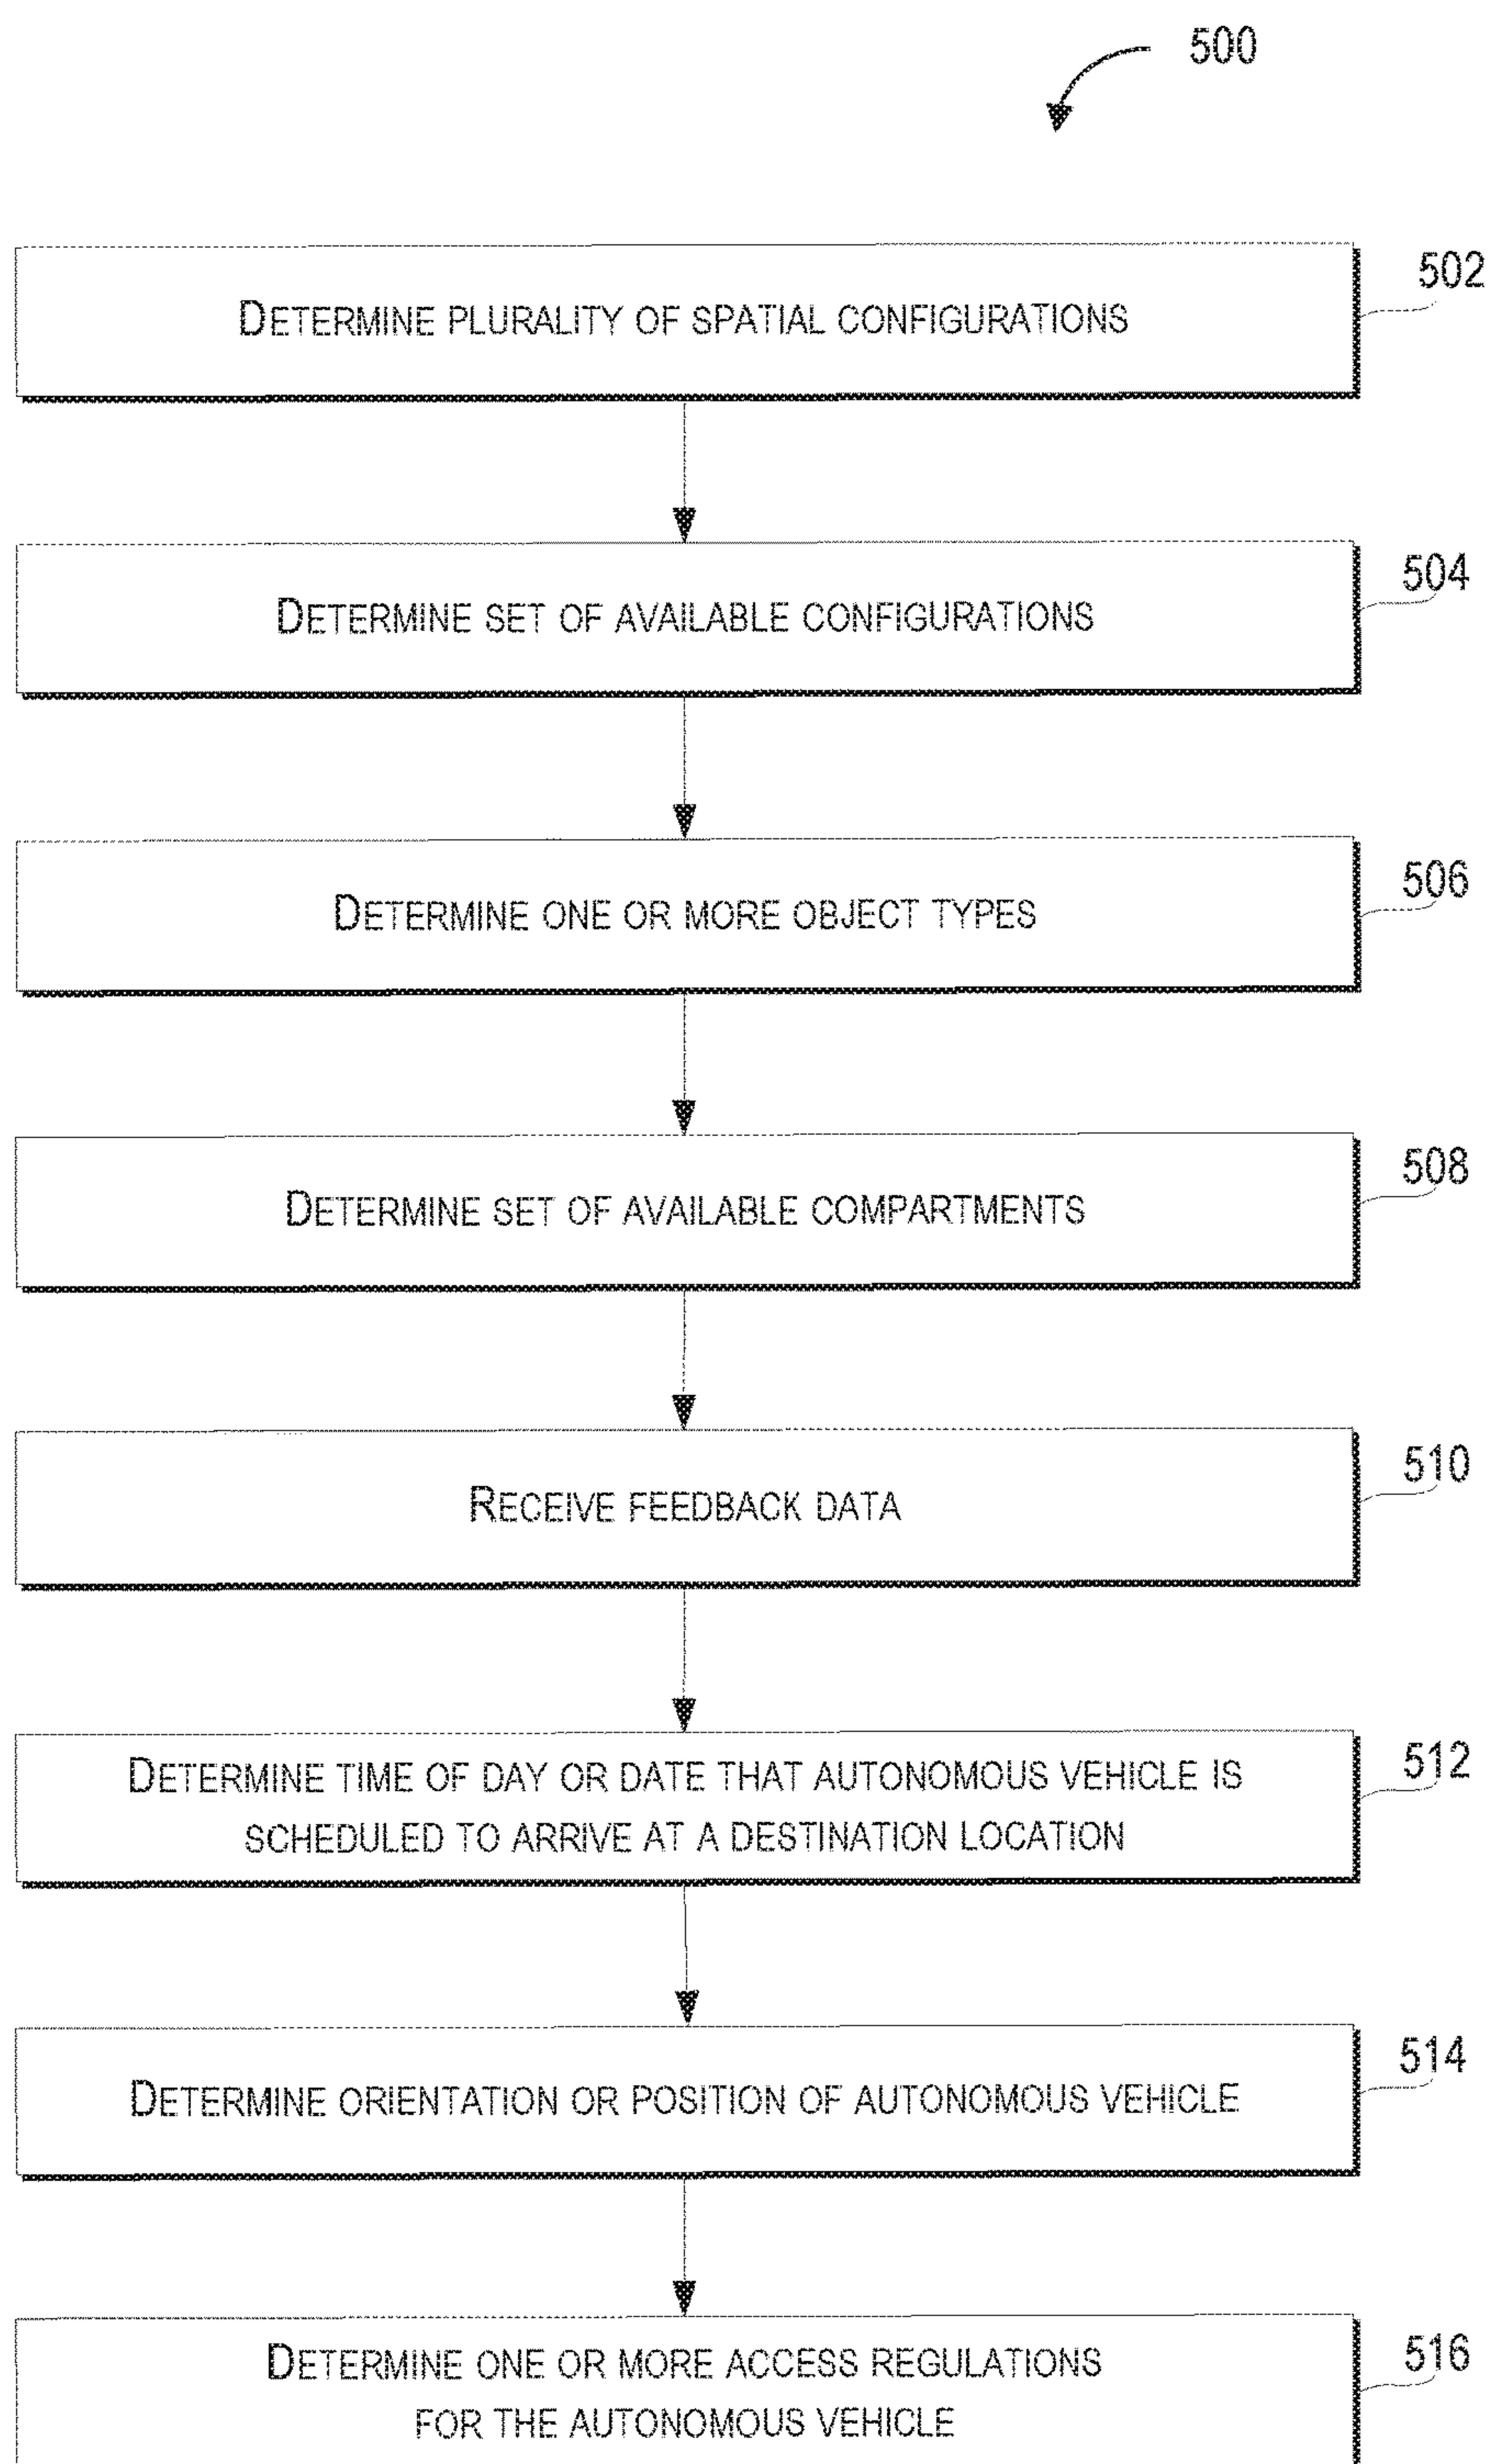 500
DETERMINE PLURALITY OF SPATIAL CONFIGURATIONS
502
DETERMINE SET OF AVAILABLE CONFIGURATIONS
504
DETERMINE ONE OR MORE OBJECT TYPES
506
DETERMINE SET OF AVAILABLE COMPARTMENTS
508
RECEIVE FEEDBACK DATA
510
DETERMINE TIME OF DAY OR DATE THAT AUTONOMOUS VEHICLE IS
SCHEDULED TO ARRIVE AT A DESTINATION LOCATION
512
DETERMINE ORIENTATION OR POSITION OF AUTONOMOUS VEHICLE
514
DETERMINE ONE OR MORE ACCESS REGULATIONS
FOR THE AUTONOMOUS VEHICLE
516